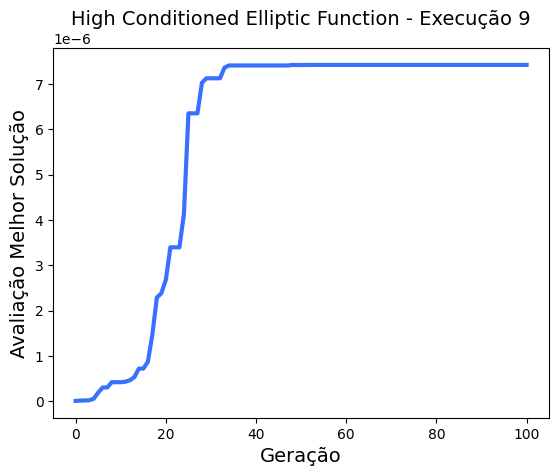 High Conditioned Elliptic Function - Execução 9
1e−6
7
6
5
4
3
2
1
0
Avaliação Melhor Solução
0 20 40 60 80 100
Geração